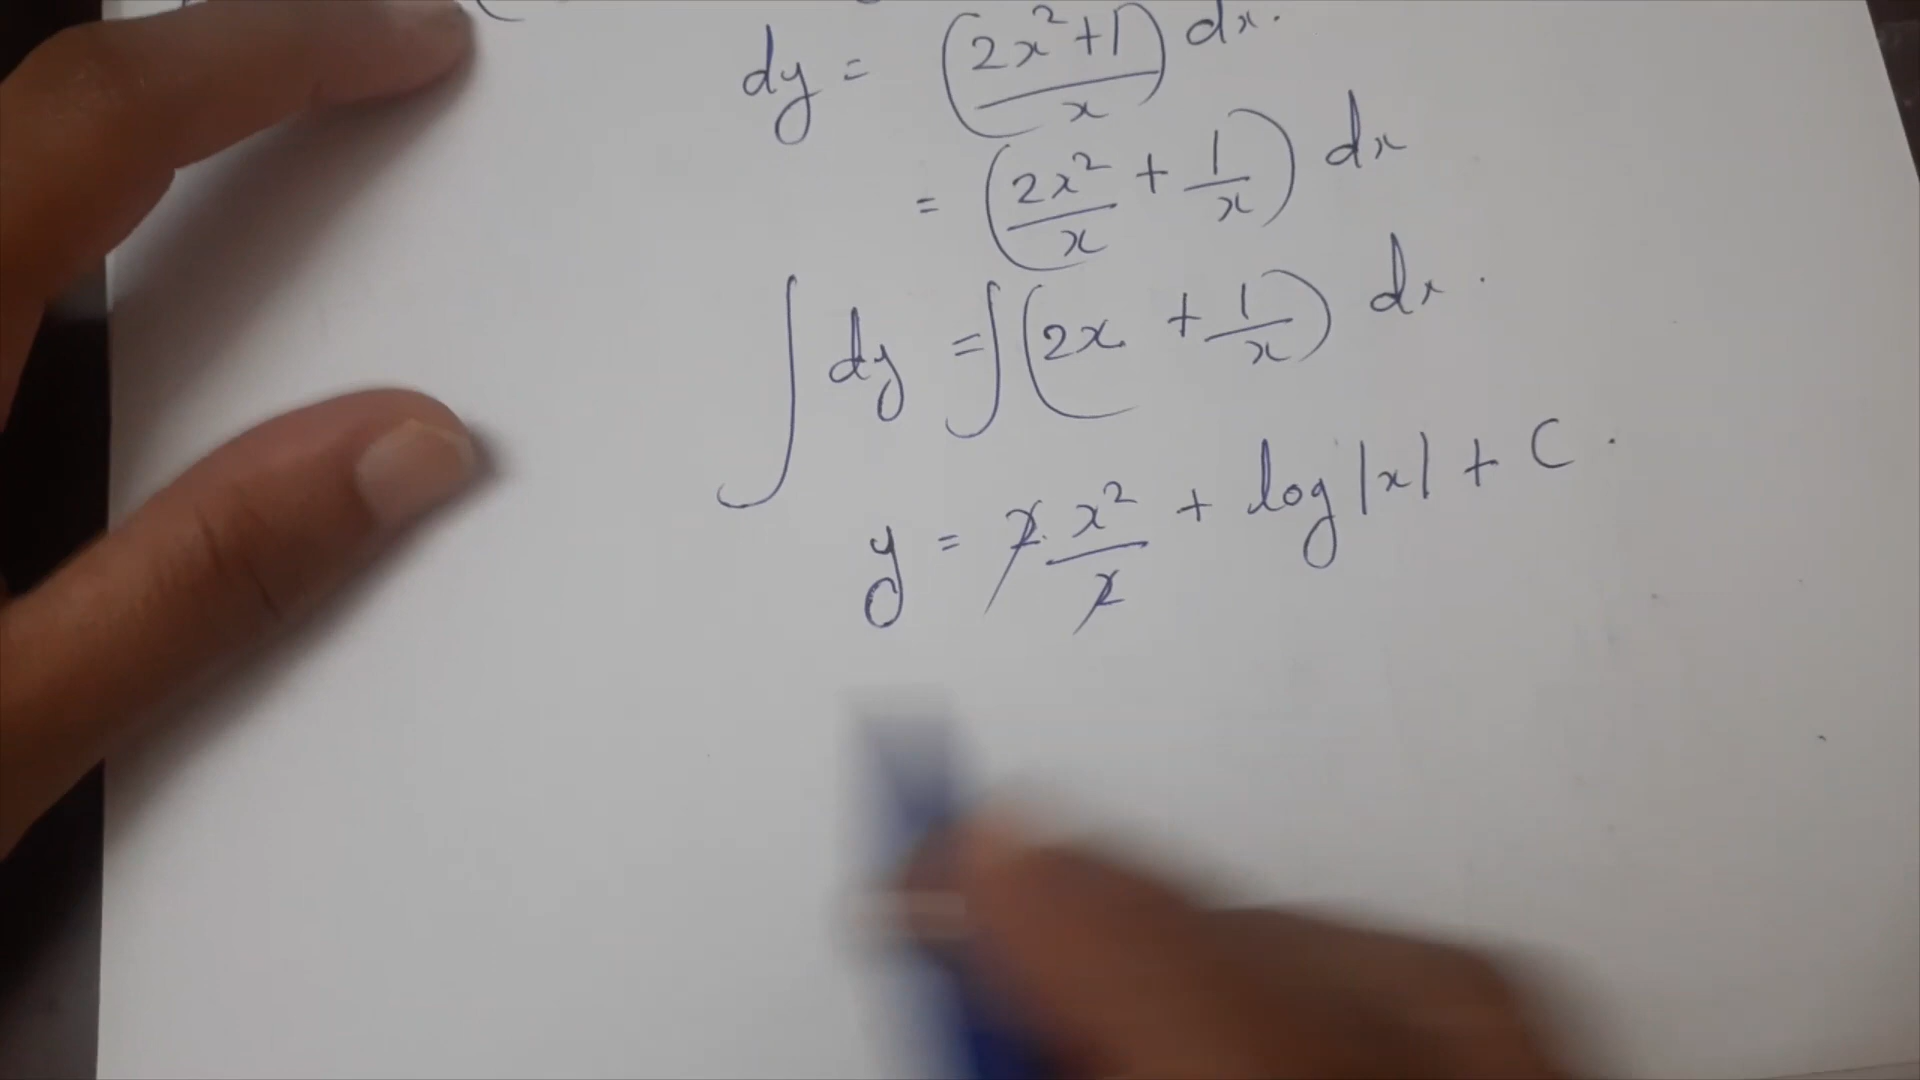 dy = (2x²+1/x) dx.
= (2x²/x + 1/x) dx
∫ dy = ∫ (2x + 1/x) dx.
y = 2. x²/2 + log|x| + C.